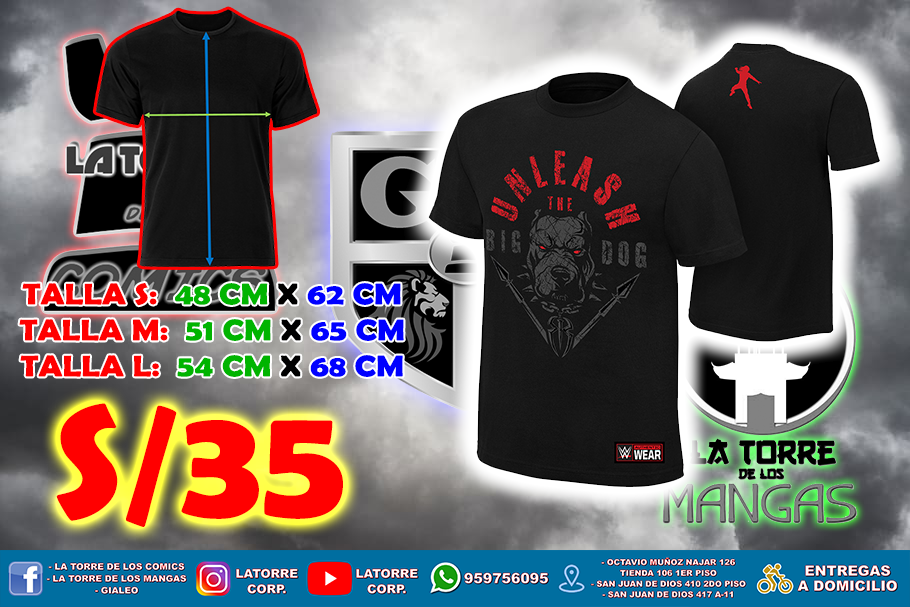 LA TO
D
COMICS
G
TALLA S: 48 CM X 62 CM
TALLA M: 51 CM X 65 CM
TALLA L: 54 CM X 68 CM
S/35
UNLEASH
THE
BIG DOG
W WEAR
LA TORRE
DE LOS
MANGAS
- LA TORRE DE LOS COMICS
- LA TORRE DE LOS MANGAS
- GIALEO
LATORRE
CORP.
LATORRE
CORP.
959756095
- OCTAVIO MUÑOZ NAJAR 126
TIENDA 106 1ER PISO
- SAN JUAN DE DIOS 410 2DO PISO
- SAN JUAN DE DIOS 417 A-11
ENTREGAS
A DOMICILIO